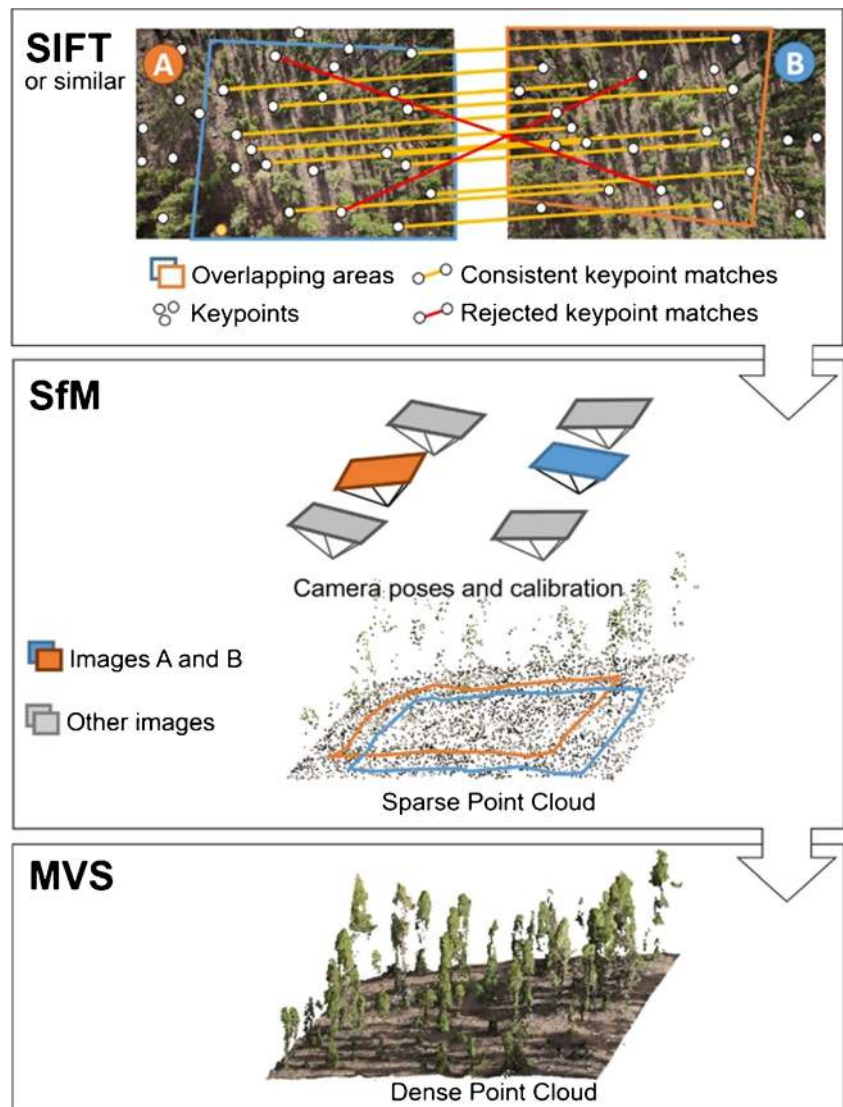 SIFT
or similar
A
B
Overlapping areas
Consistent keypoint matches
Keypoints
Rejected keypoint matches
SfM
Camera poses and calibration
Images A and B
Other images
Sparse Point Cloud
MVS
Dense Point Cloud